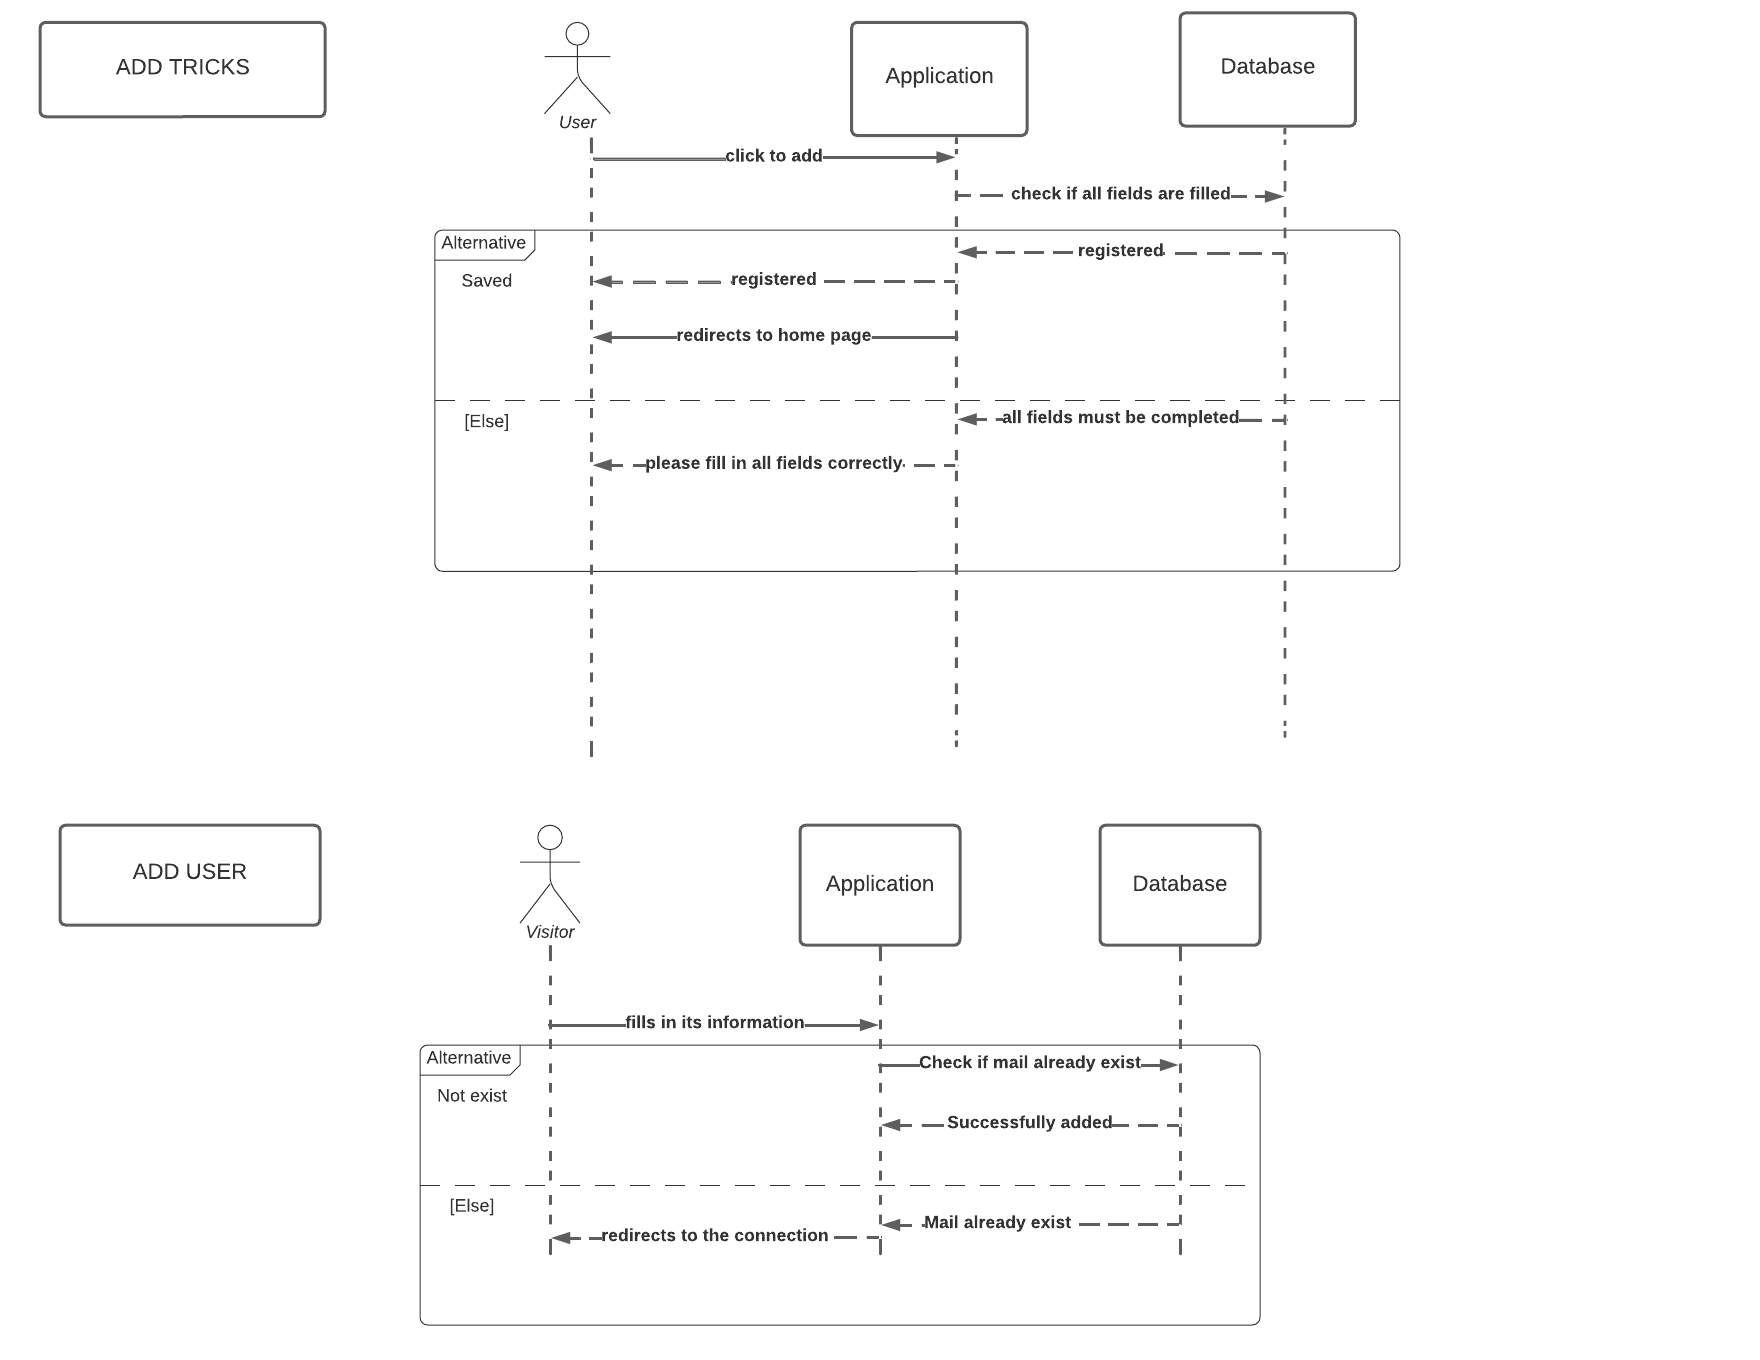 ADD TRICKS
User
Application
Database
click to add
check if all fields are filled
Alternative
registered
Saved
registered
redirects to home page
[Else]
all fields must be completed
please fill in all fields correctly
ADD USER
Visitor
Application
Database
fills in its information
Alternative
Check if mail already exist
Not exist
Successfully added
[Else]
Mail already exist
redirects to the connection